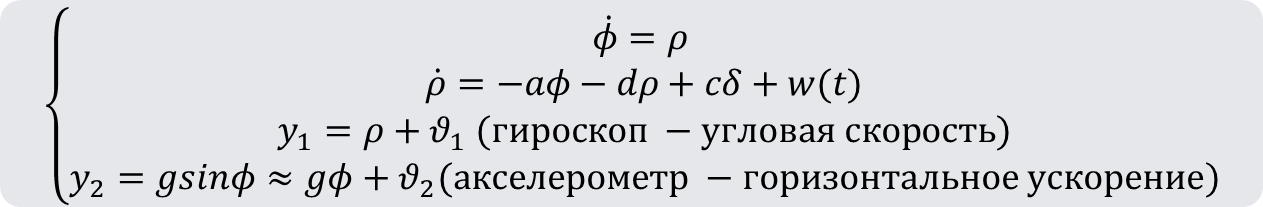 ϕ̇ = ρ
ρ̇ = −aϕ − dρ + cδ + w(t)
y₁ = ρ + ϑ₁ (гироскоп − угловая скорость)
y₂ = gsinϕ ≈ gϕ + ϑ₂(акселерометр − горизонтальное ускорение)